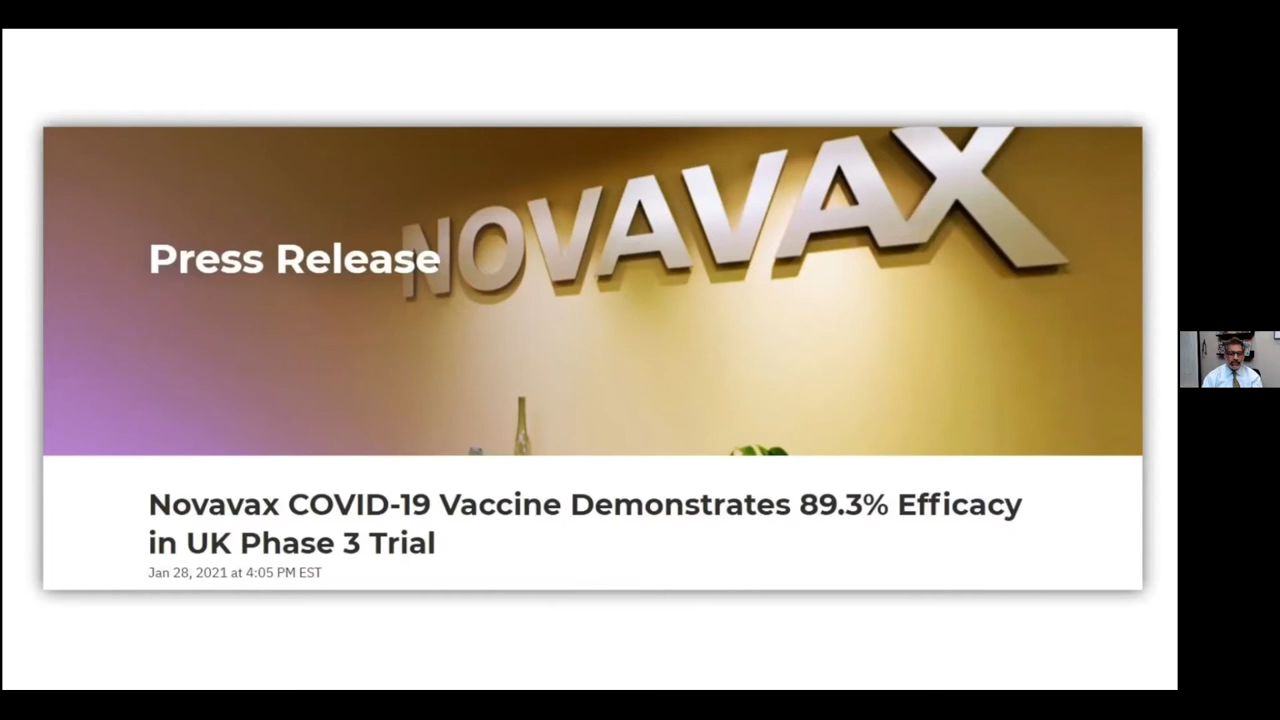 NOVAVAX
Press Release
Novavax COVID-19 Vaccine Demonstrates 89.3% Efficacy
in UK Phase 3 Trial
Jan 28, 2021 at 4:05 PM EST